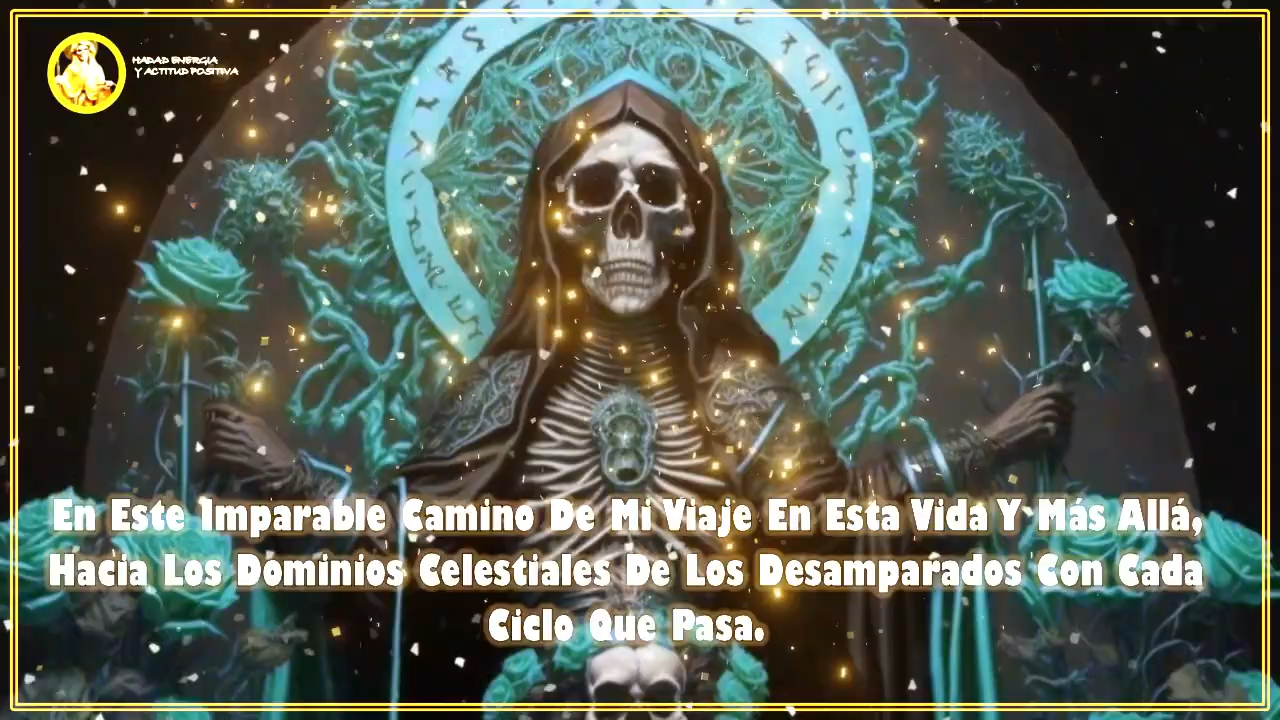 HADAD ENERGIA
Y ACTITUD POSITIVA
En Este Imparable Camino De Mi Viaje En Esta Vida Y Más Allá,
Hacia Los Dominios Celestiales De Los Desamparados Con Cada
Ciclo Que Pasa.